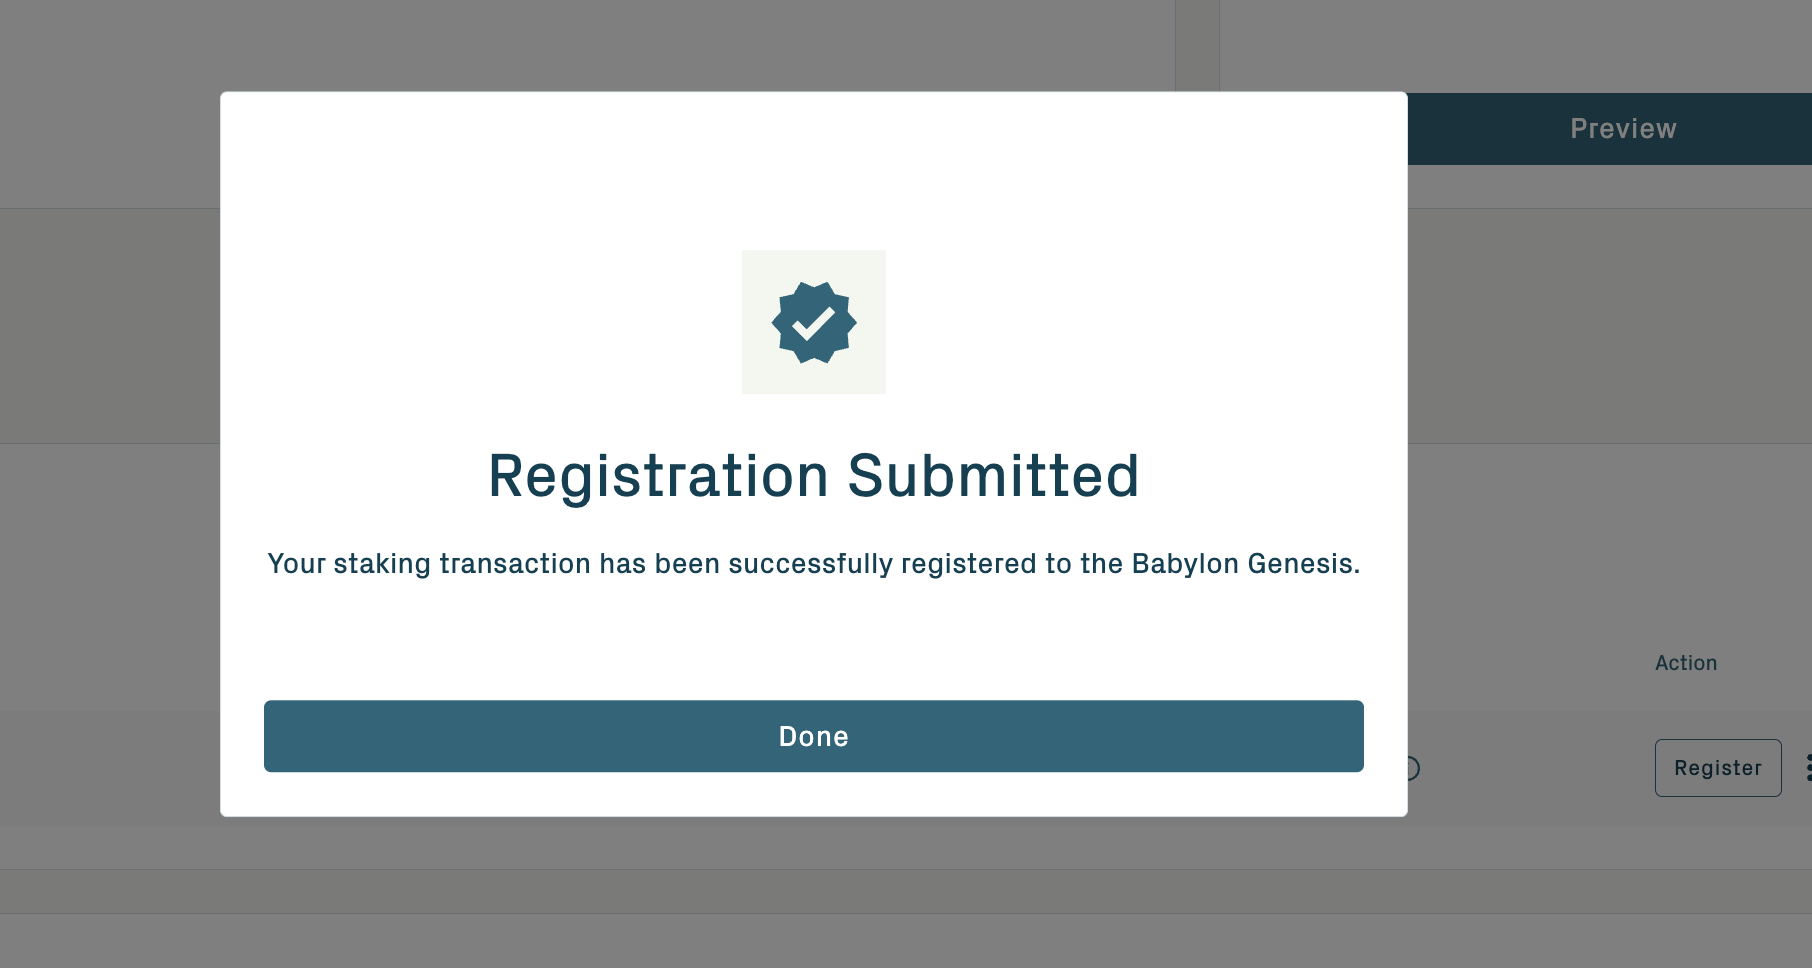 Preview
Registration Submitted
Your staking transaction has been successfully registered to the Babylon Genesis.
Action
Done
Register